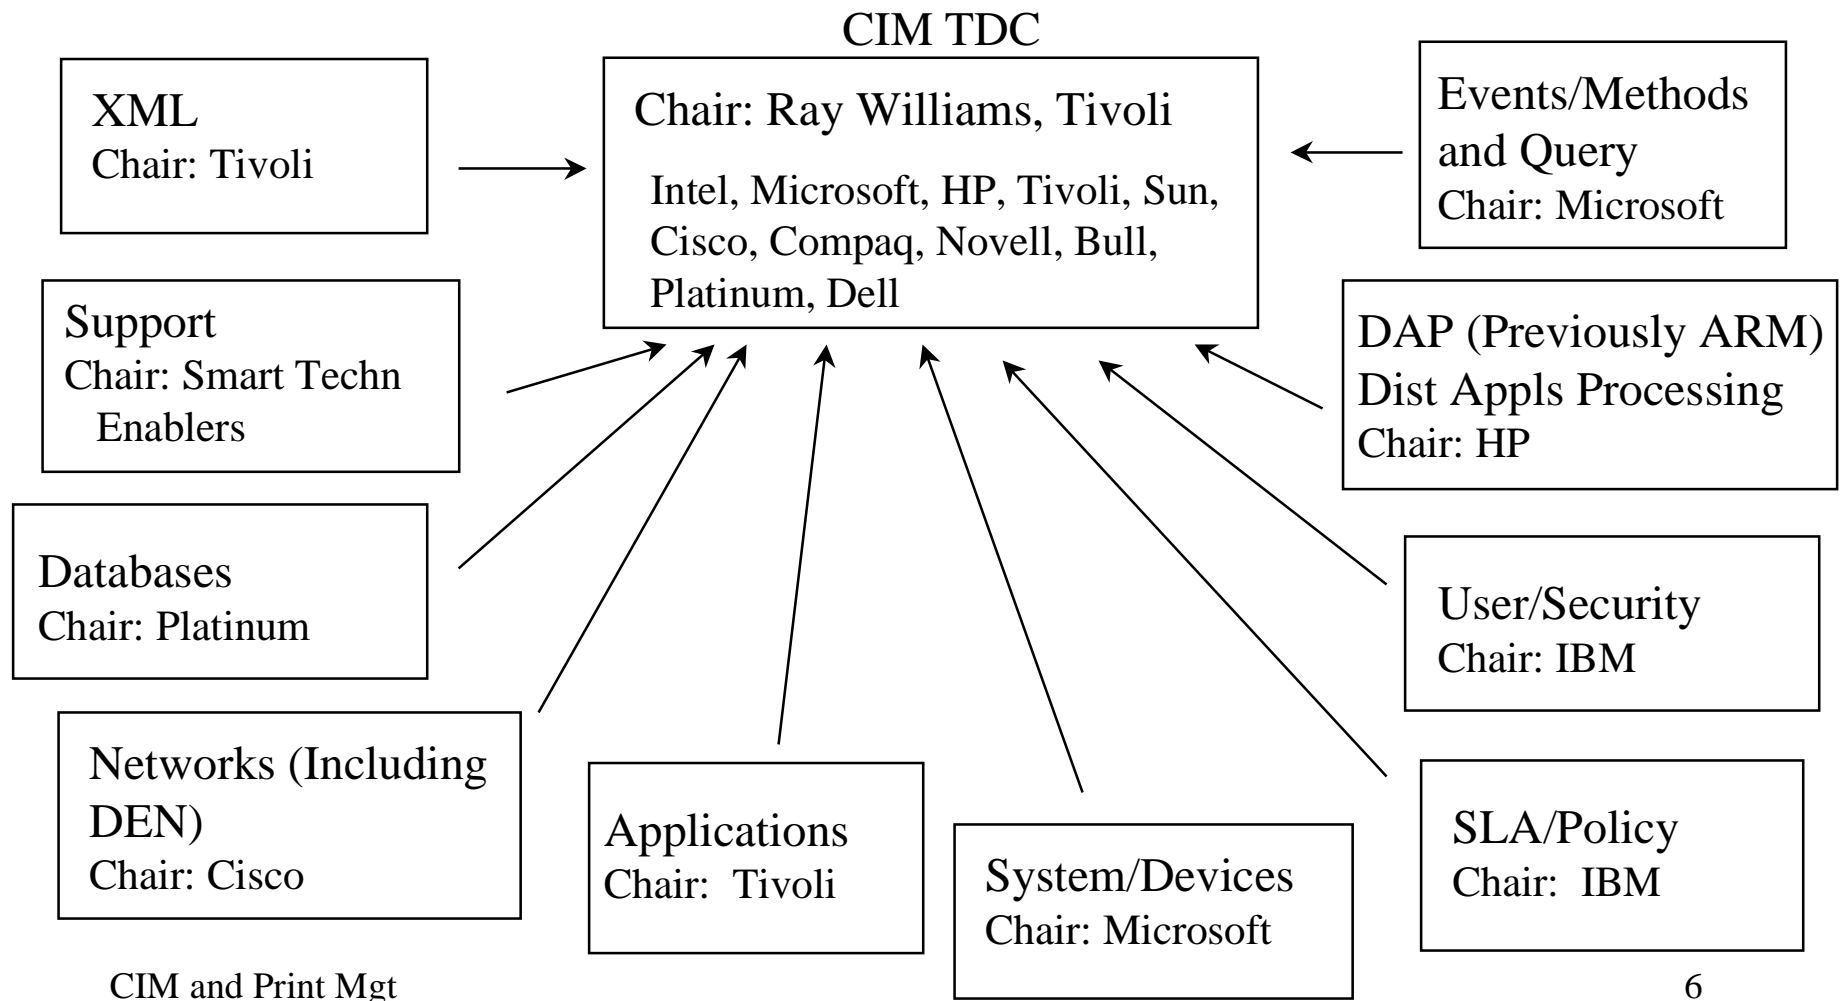 CIM TDC
XML
Chair: Tivoli
Chair: Ray Williams, Tivoli
Intel, Microsoft, HP, Tivoli, Sun,
Cisco, Compaq, Novell, Bull,
Platinum, Dell
Events/Methods
and Query
Chair: Microsoft
Support
Chair: Smart Techn
Enablers
DAP (Previously ARM)
Dist Appls Processing
Chair: HP
Databases
Chair: Platinum
User/Security
Chair: IBM
Networks (Including
DEN)
Chair: Cisco
Applications
Chair:  Tivoli
System/Devices
Chair: Microsoft
SLA/Policy
Chair:  IBM
CIM and Print Mgt
6